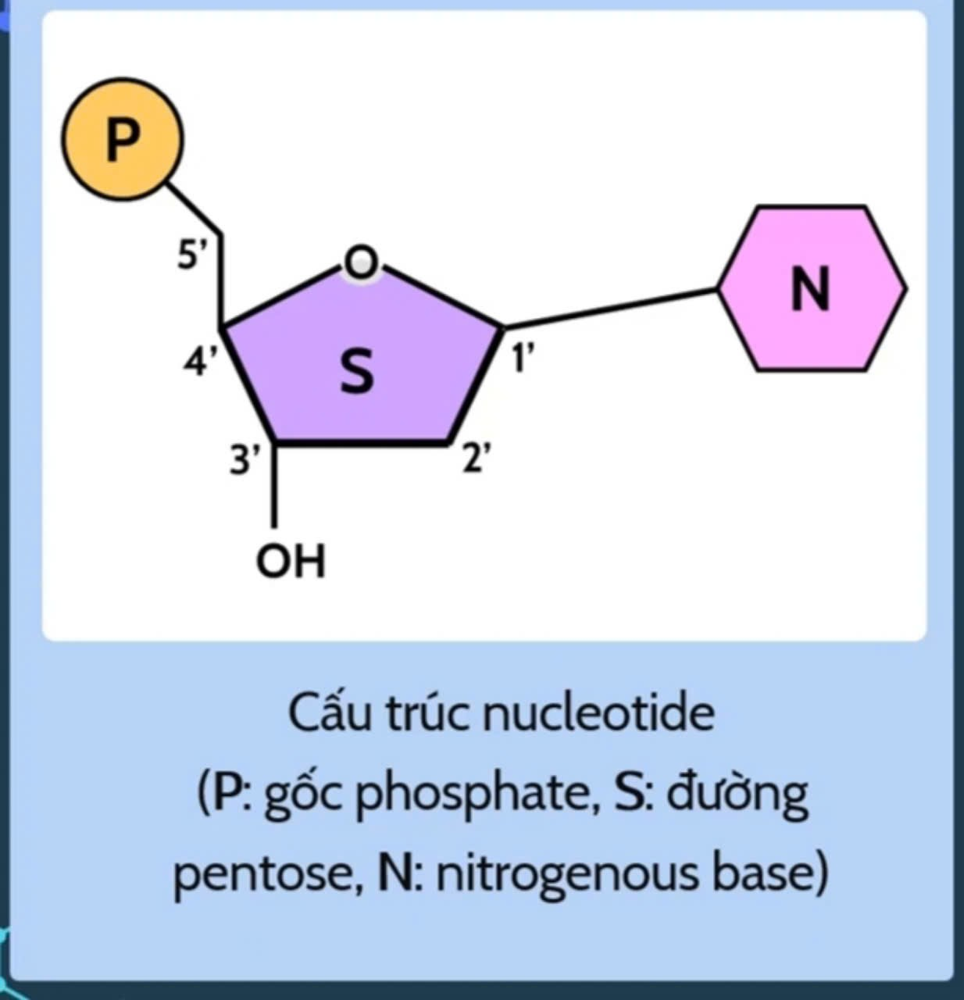 P
5’
O
N
4’
S
1’
3’
2’
OH
Cấu trúc nucleotide
(P: gốc phosphate, S: đường
pentose, N: nitrogenous base)